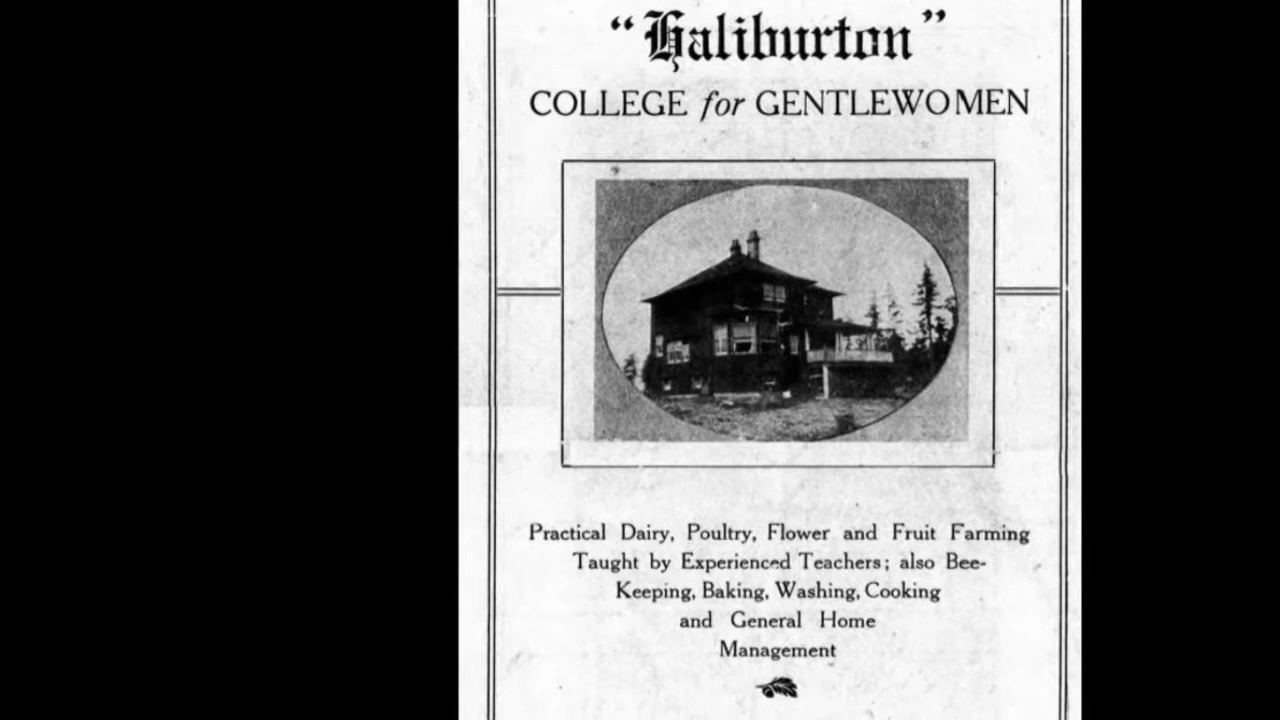 “Haliburton”
COLLEGE for GENTLEWOMEN
Practical Dairy, Poultry, Flower and Fruit Farming
Taught by Experienced Teachers; also Bee-
Keeping, Baking, Washing, Cooking
and General Home
Management